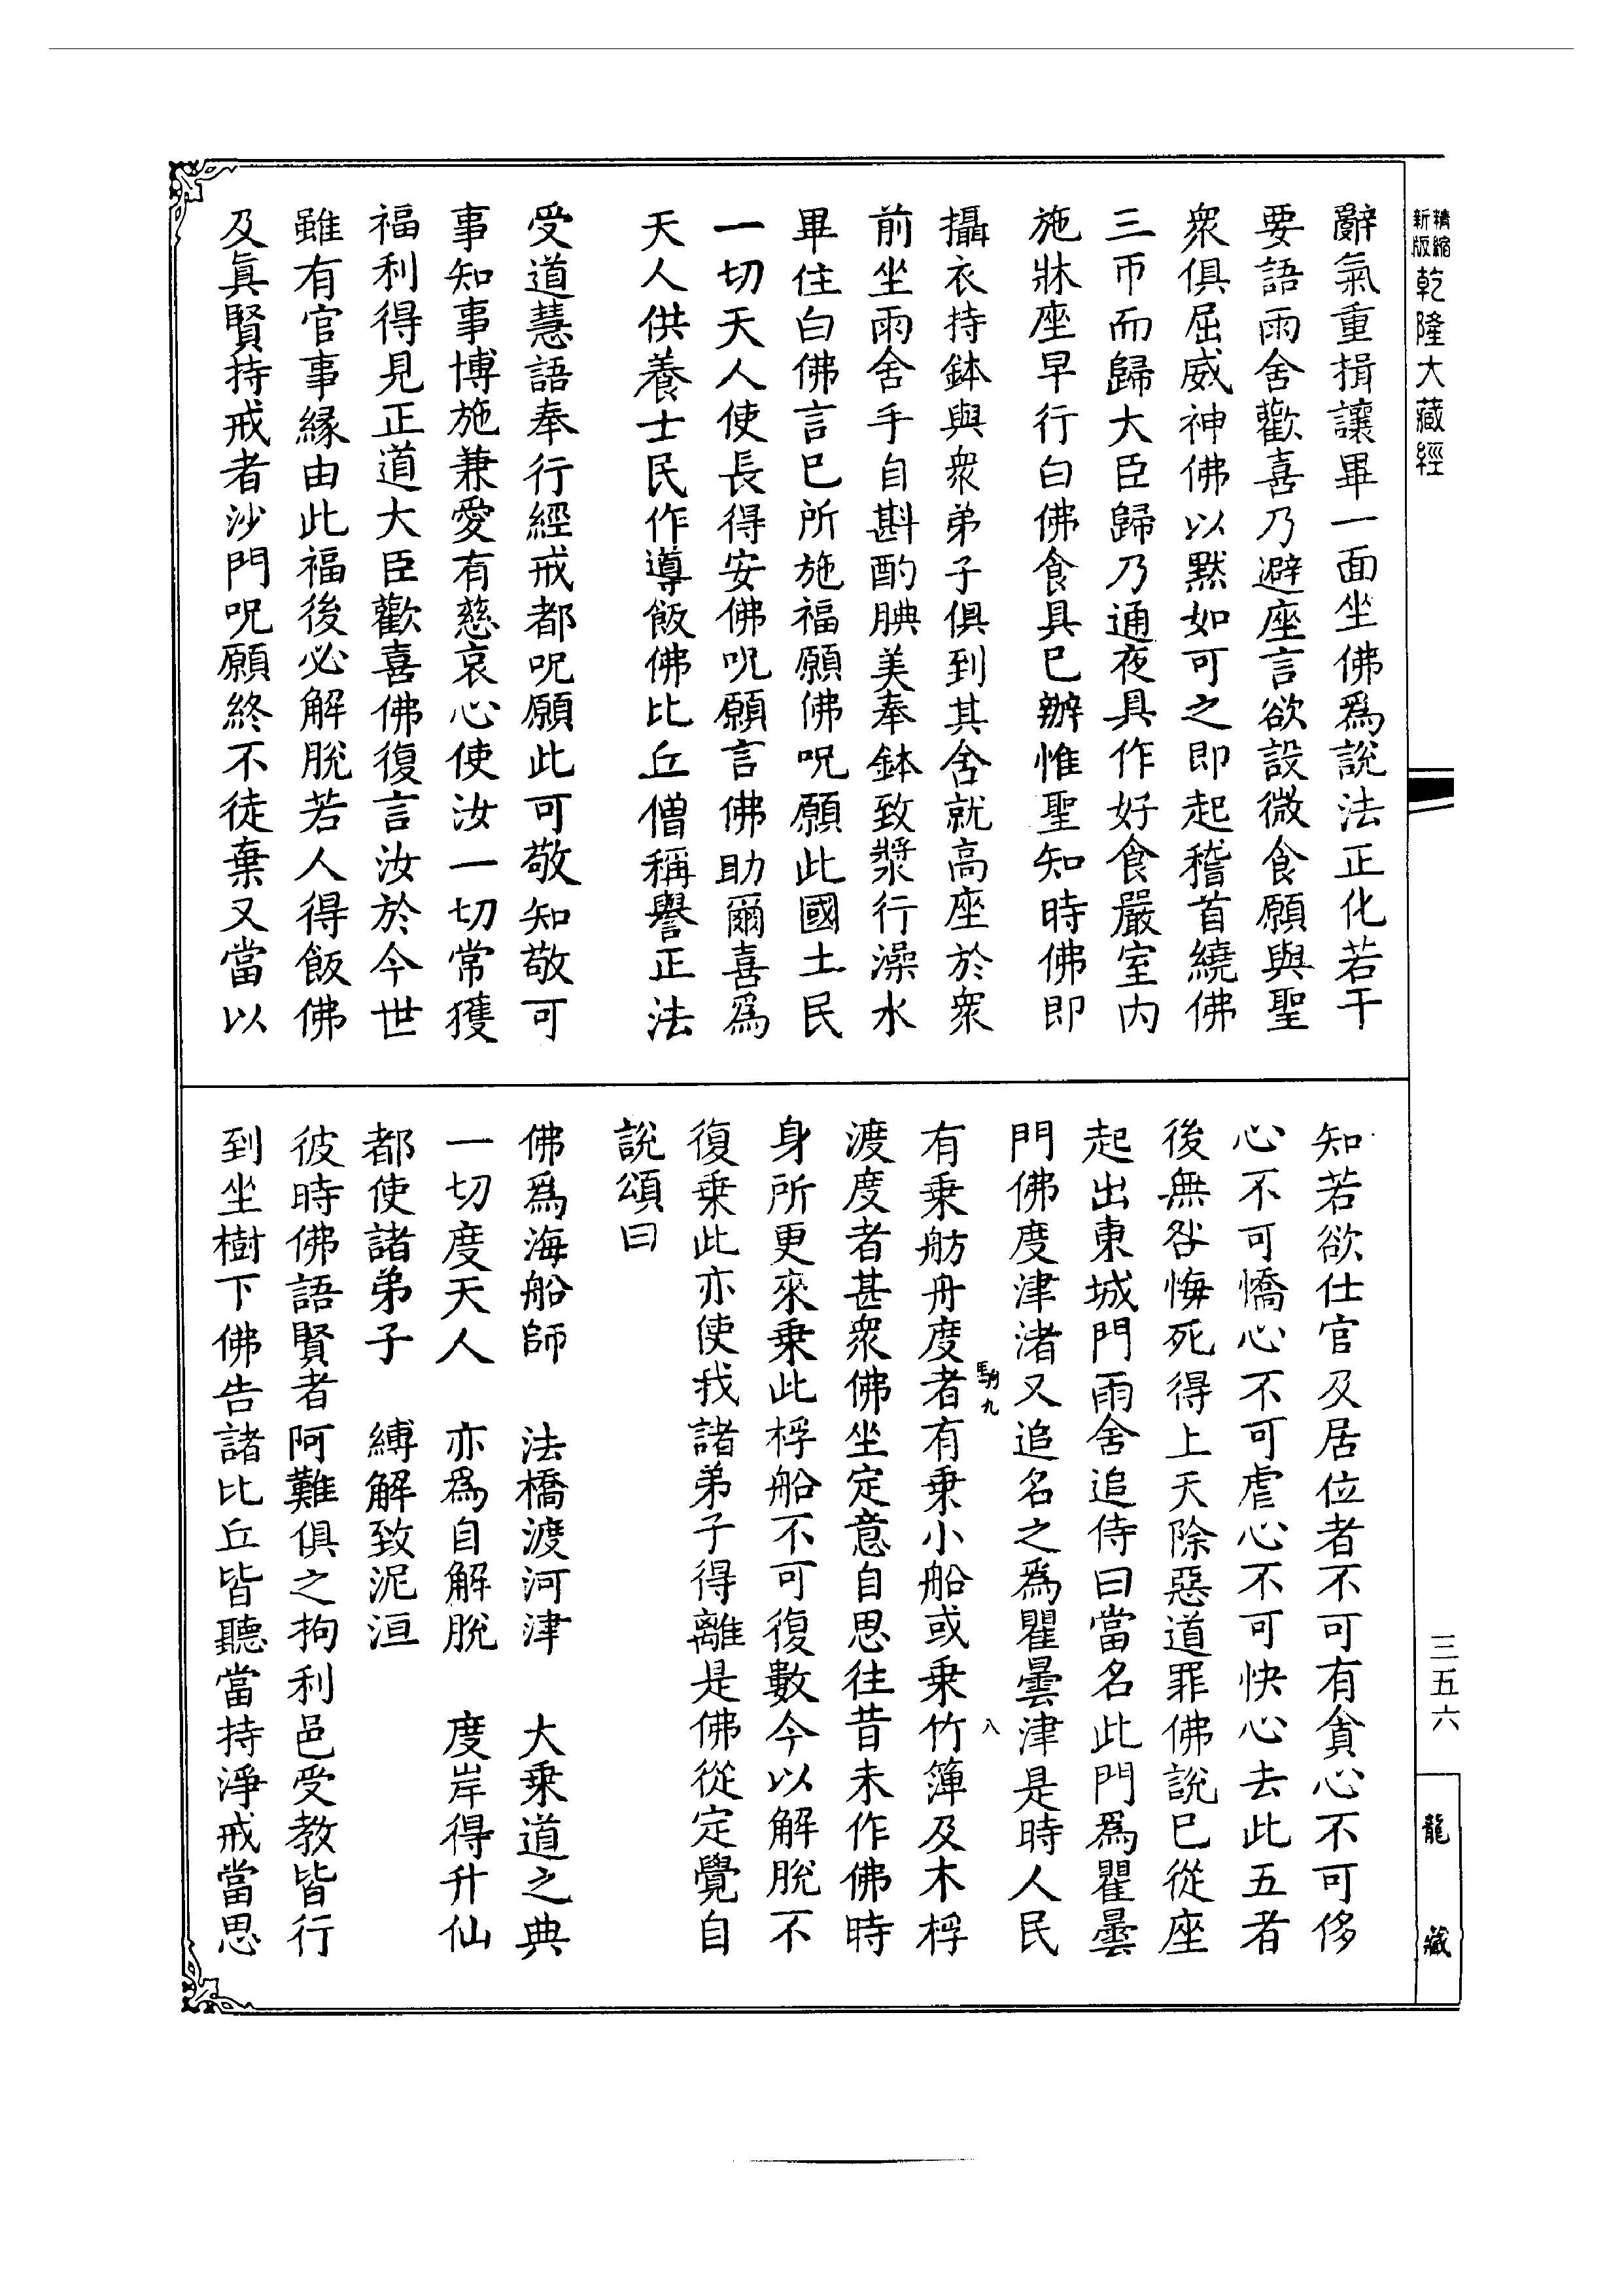 精縮
新版
乾隆大藏經
辭氣重揖讓畢一面坐佛爲說法正化若干
要語雨舍歡喜乃避座言欲設微食願與聖
衆俱屈威神佛以默如可之即起稽首繞佛
三帀而歸大臣歸乃通夜具作好食嚴室內
施牀座早行白佛食具已辦惟聖知時佛即
攝衣持鉢與衆弟子俱到其舍就高座於衆
前坐雨舍手自斟酌腆美奉鉢致漿行澡水
畢住白佛言已所施福願佛呪願此國土民
一切天人使長得安佛呪願言佛助爾喜爲
天人供養士民作導飯佛比丘僧稱譽正法
受道慧語奉行經戒都呪願此可敬知敬可
事知事博施兼愛有慈哀心使汝一切常獲
福利得見正道大臣歡喜佛復言汝於今世
雖有官事緣由此福後必解脫若人得飯佛
及眞賢持戒者沙門呪願終不徒棄又當以
知若欲仕官及居位者不可有貪心不可侈
心不可憍心不可虐心不可快心去此五者
後無咎悔死得上天除惡道罪佛說已從座
起出東城門雨舍追侍曰當名此門爲瞿曇
門佛度津渚又追名之爲瞿曇津是時人民
有乗舫舟度者有乗小船或乗竹簿及木桴
渡度者甚衆佛坐定意自思往昔未作佛時
身所更來乗此桴船不可復數今以解脫不
復乗此亦使我諸弟子得離是佛從定覺自
說頌曰
佛爲海船師　法橋渡河津　大乗道之典
一切度天人　亦爲自解脫　度岸得升仙
都使諸弟子　縛解致泥洹
彼時佛語賢者阿難俱之拘利邑受教皆行
到坐樹下佛告諸比丘皆聽當持淨戒當思
馳九
八
三五六
龍藏